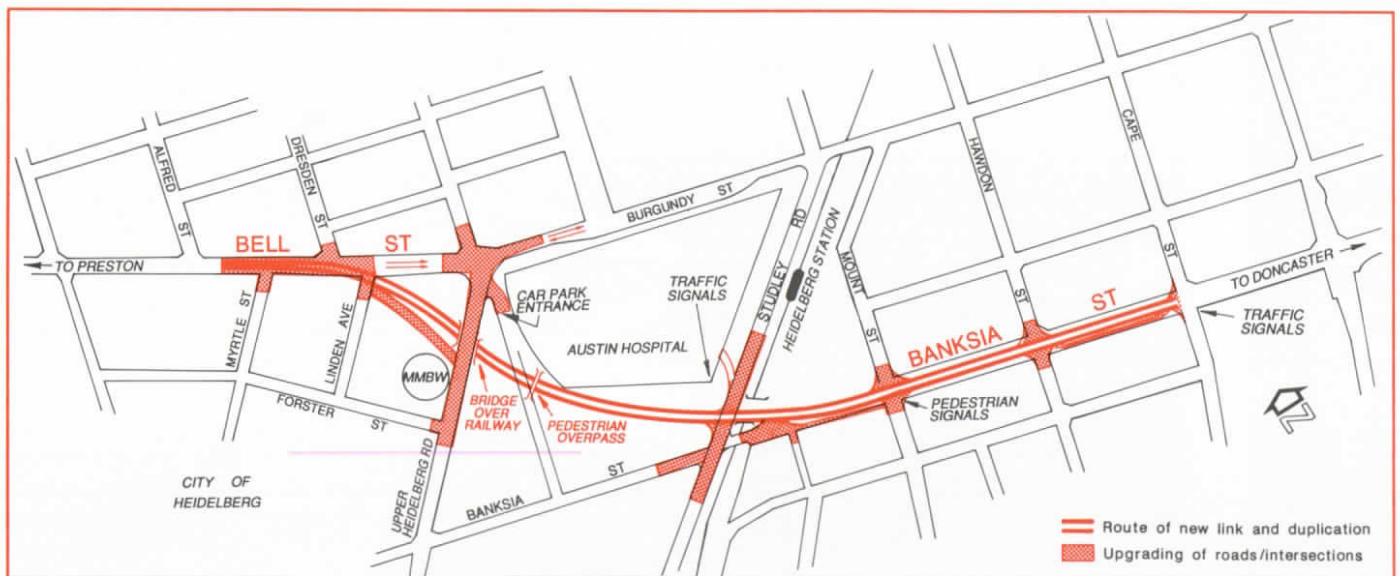 ALFRED
ST
DRESDEN
ST
BELL
ST
TO PRESTON
MYRTLE ST
LINDEN AVE
FORSTER ST
MMBW
CITY OF
HEIDELBERG
UPPER
HEIDELBERG RD
BRIDGE
OVER
RAILWAY
PEDESTRIAN
OVERPASS
CAR PARK
ENTRANCE
BURGUNDY ST
AUSTIN HOSPITAL
TRAFFIC
SIGNALS
STUDLEY RD
HEIDELBERG STATION
BANKSIA ST
MOUNT
ST
HAWDON
ST
CAPE
ST
BANKSIA ST
PEDESTRIAN
SIGNALS
TO DONCASTER
TRAFFIC
SIGNALS
N
Route of new link and duplication
Upgrading of roads/intersections